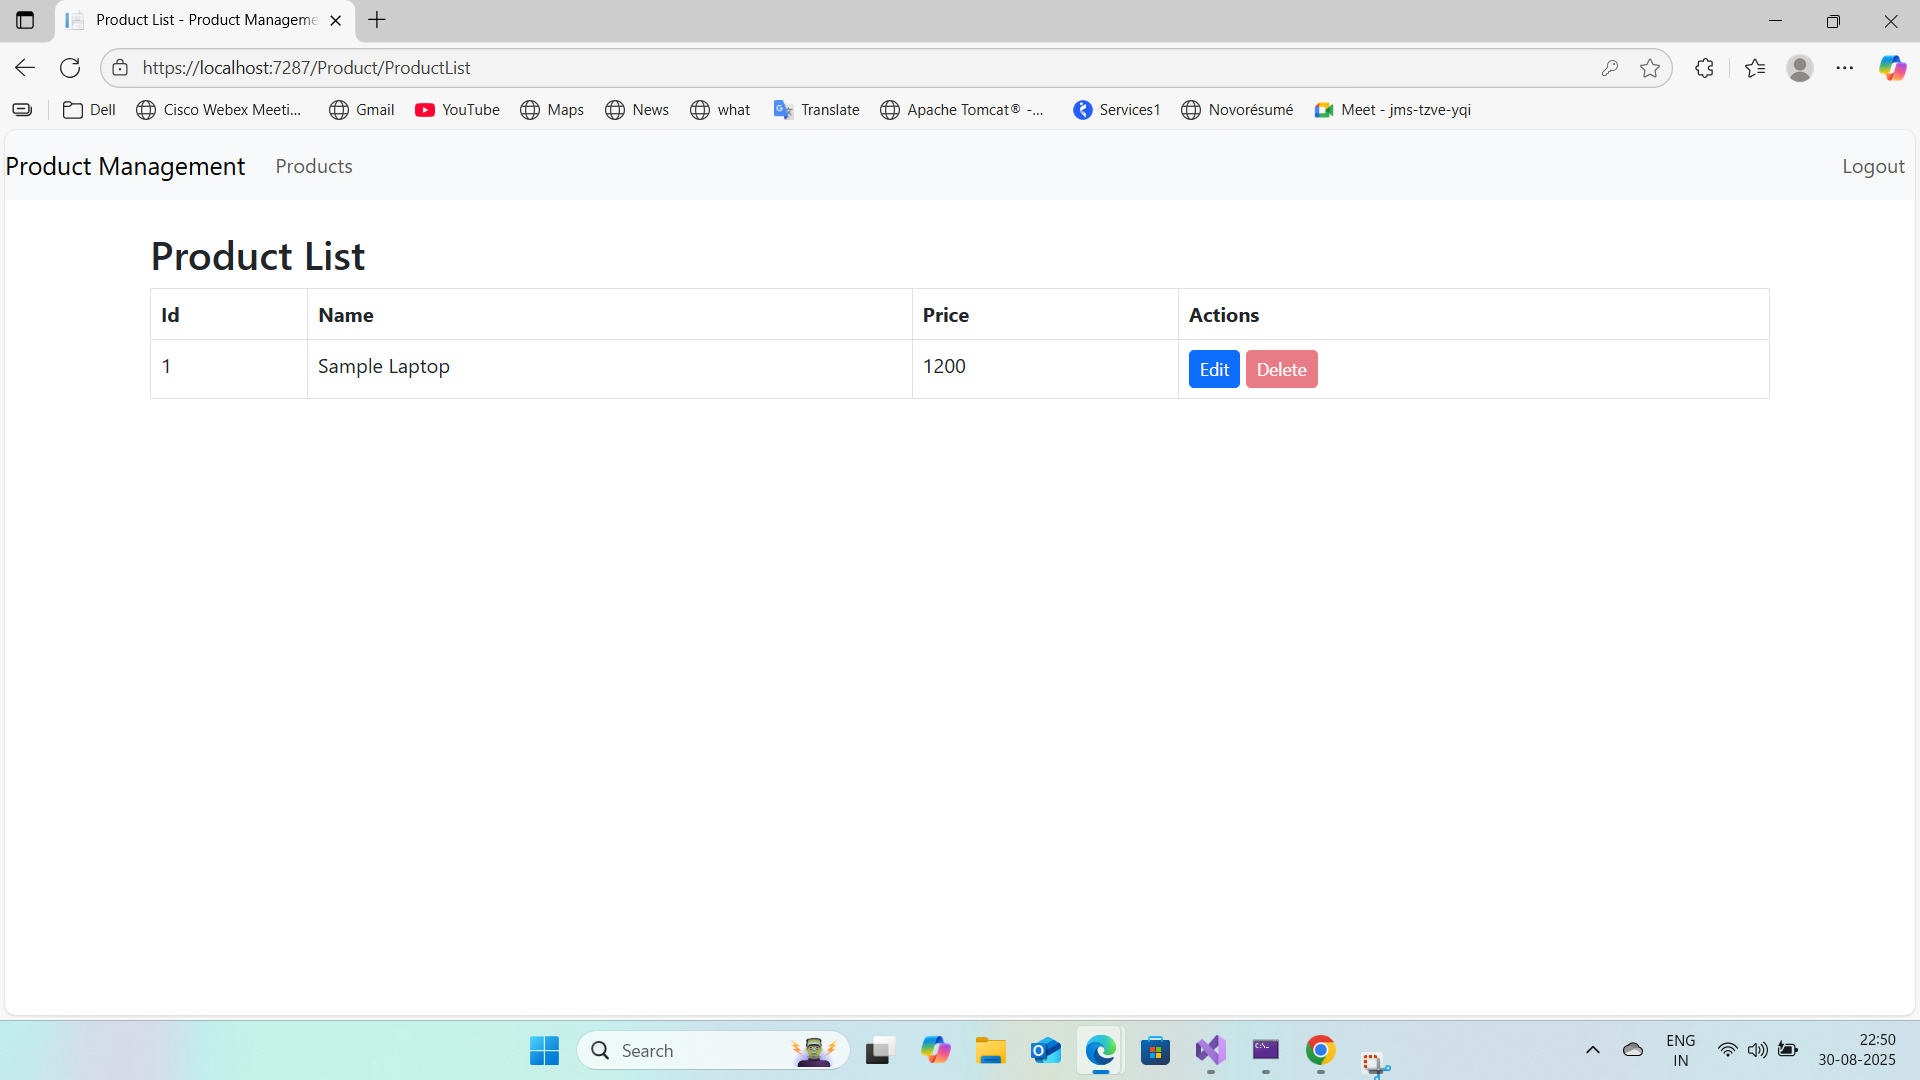 Product List - Product Manageme
https://localhost:7287/Product/ProductList
Dell Cisco Webex Meeti... Gmail YouTube Maps News what Translate Apache Tomcat® -... Services1 Novorésumé Meet - jms-tzve-yqi
Product Management Products Logout
Product List
Id Name Price Actions
1 Sample Laptop 1200 Edit Delete
Search
ENG
IN
22:50
30-08-2025